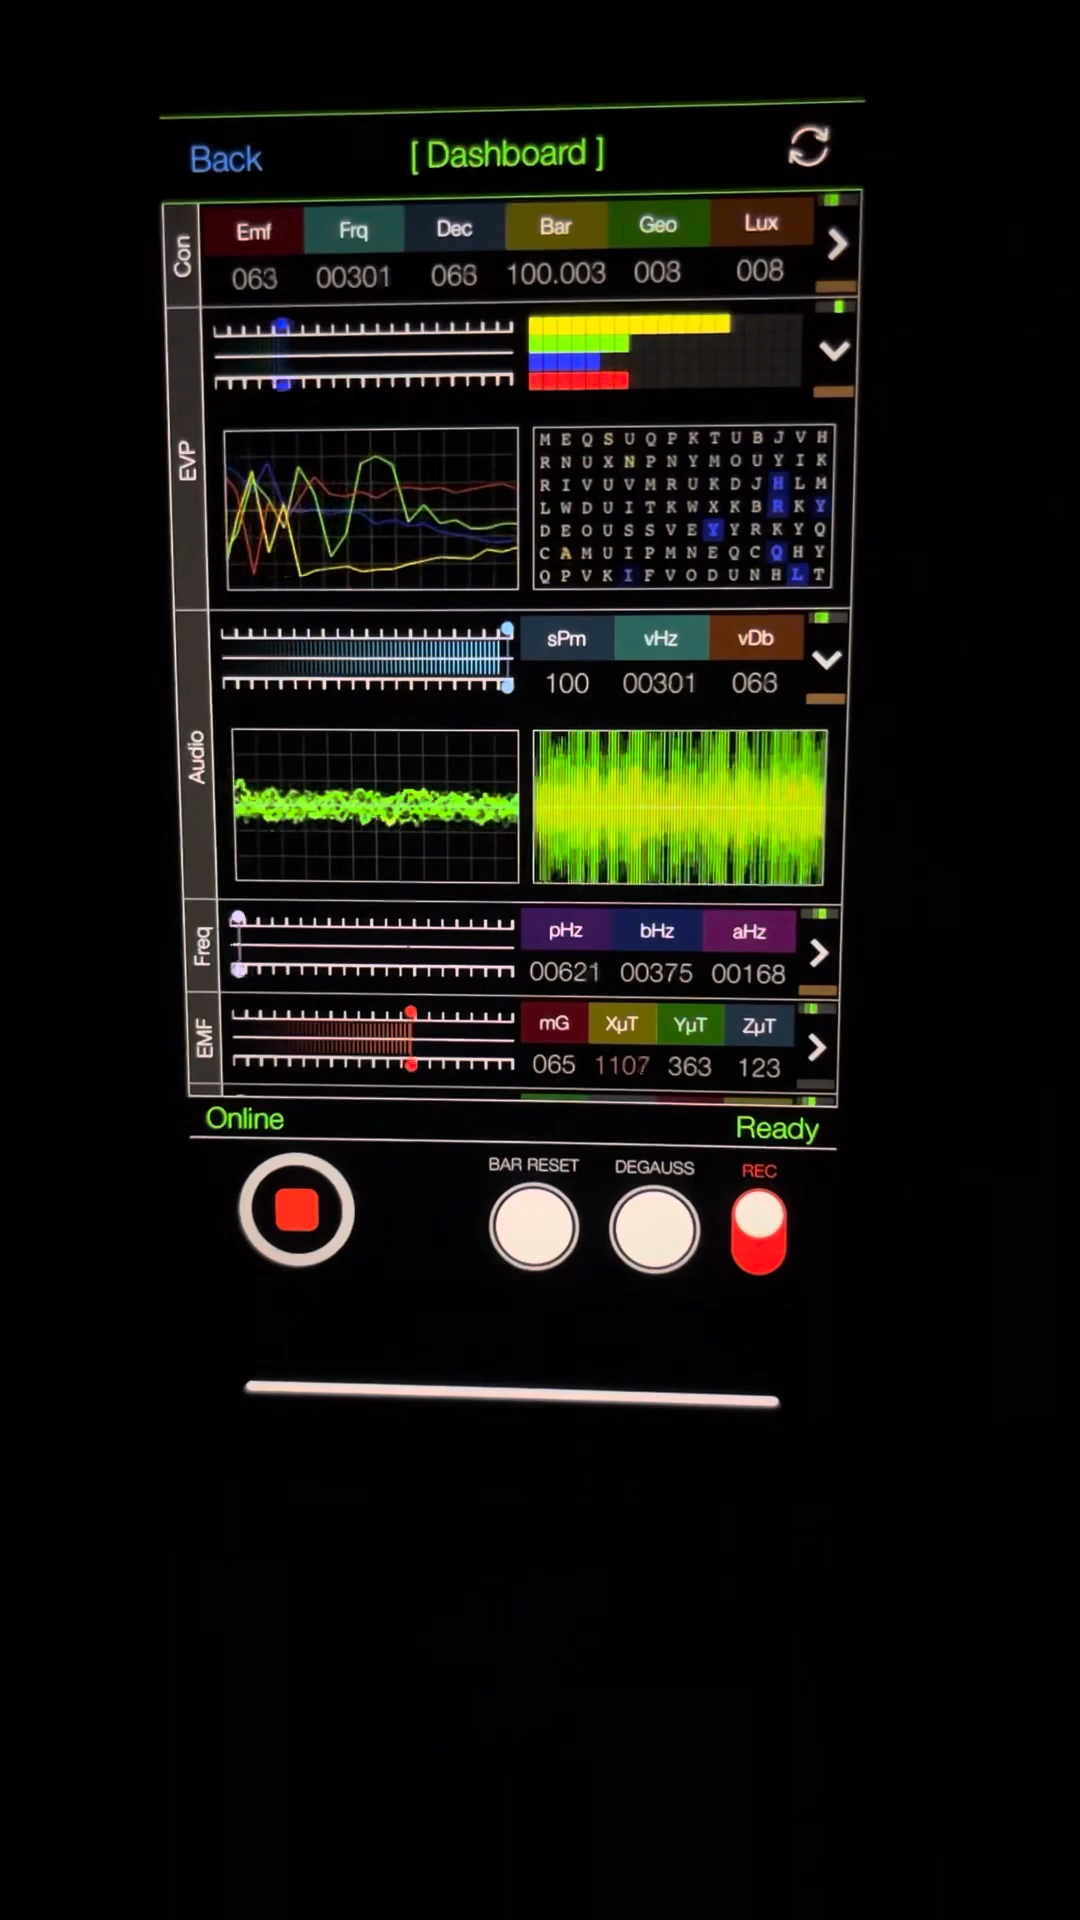 Back
[ Dashboard ]
Con
Emf Frq Dec Bar Geo Lux
063 00301 063 100.003 008 008
EVP
M E Q S U Q P K T U B J V H
R N U X N P N Y M O U Y I K
R I V U V M R U K D J H L M
L W D U I T K W X K B R K Y
D E O U S S V E Y Y R K Y Q
C A M U I P M N E Q C Q H Y
Q P V K I F V O D U N H L T
Audio
sPm vHz vDb
100 00301 063
Freq
pHz bHz aHz
00621 00375 00168
EMF
mG XµT YµT ZµT
065 1107 363 123
Online
Ready
BAR RESET
DEGAUSS
REC